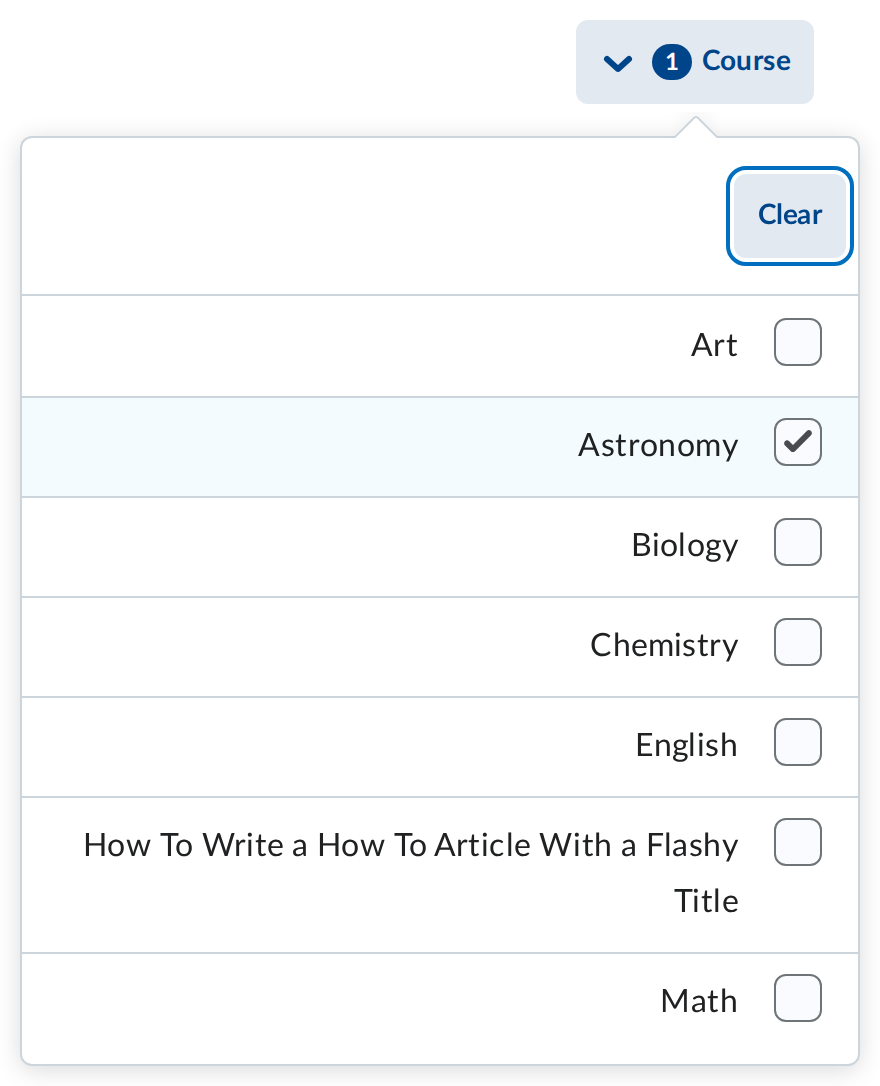 1 Course
Clear
Art
Astronomy
Biology
Chemistry
English
How To Write a How To Article With a Flashy
Title
Math